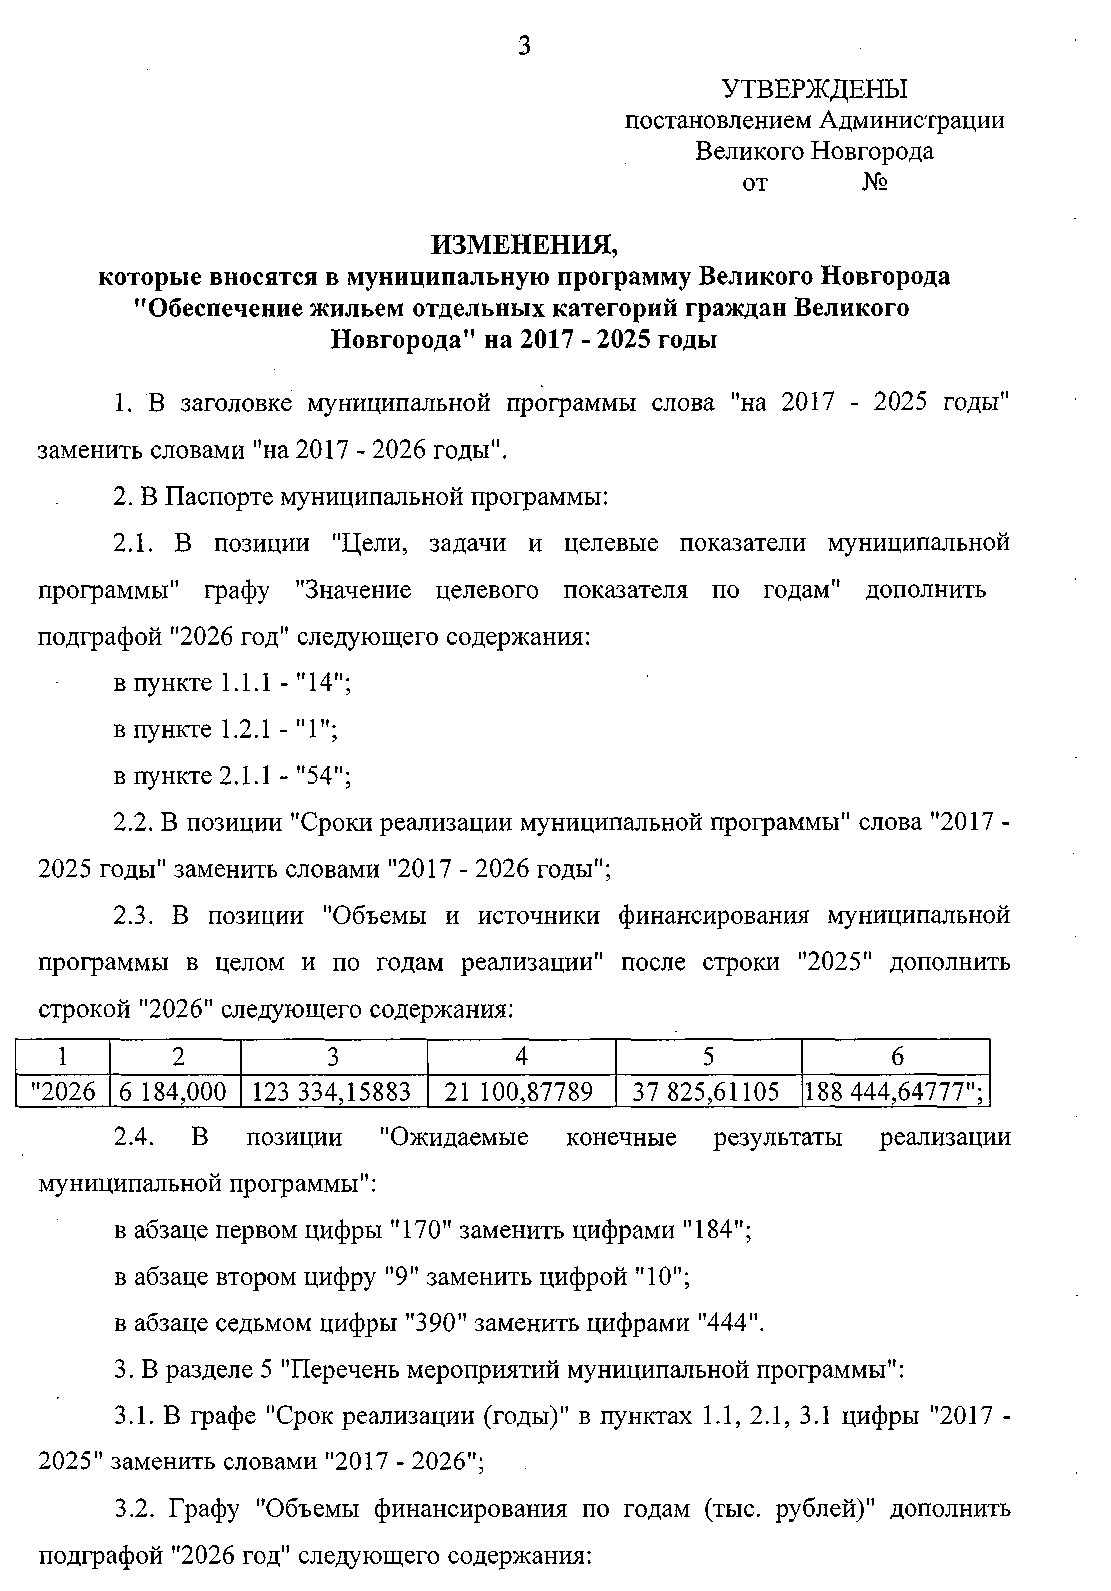 3
УТВЕРЖДЕНЫ
постановлением Администрации
Великого Новгорода
от №
ИЗМЕНЕНИЯ,
которые вносятся в муниципальную программу Великого Новгорода
"Обеспечение жильем отдельных категорий граждан Великого
Новгорода" на 2017 - 2025 годы
1. В заголовке муниципальной программы слова "на 2017 - 2025 годы"
заменить словами "на 2017 - 2026 годы".
2. В Паспорте муниципальной программы:
2.1. В позиции "Цели, задачи и целевые показатели муниципальной
программы" графу "Значение целевого показателя по годам" дополнить
подграфой "2026 год" следующего содержания:
в пункте 1.1.1 - "14";
в пункте 1.2.1 - "1";
в пункте 2.1.1 - "54";
2.2. В позиции "Сроки реализации муниципальной программы" слова "2017 -
2025 годы" заменить словами "2017 - 2026 годы";
2.3. В позиции "Объемы и источники финансирования муниципальной
программы в целом и по годам реализации" после строки "2025" дополнить
строкой "2026" следующего содержания:
1 2 3 4 5 6
"2026 6 184,000 123 334,15883 21 100,87789 37 825,61105 188 444,64777";
2.4. В позиции "Ожидаемые конечные результаты реализации
муниципальной программы":
в абзаце первом цифры "170" заменить цифрами "184";
в абзаце втором цифру "9" заменить цифрой "10";
в абзаце седьмом цифры "390" заменить цифрами "444".
3. В разделе 5 "Перечень мероприятий муниципальной программы":
3.1. В графе "Срок реализации (годы)" в пунктах 1.1, 2.1, 3.1 цифры "2017 -
2025" заменить словами "2017 - 2026";
3.2. Графу "Объемы финансирования по годам (тыс. рублей)" дополнить
подграфой "2026 год" следующего содержания: